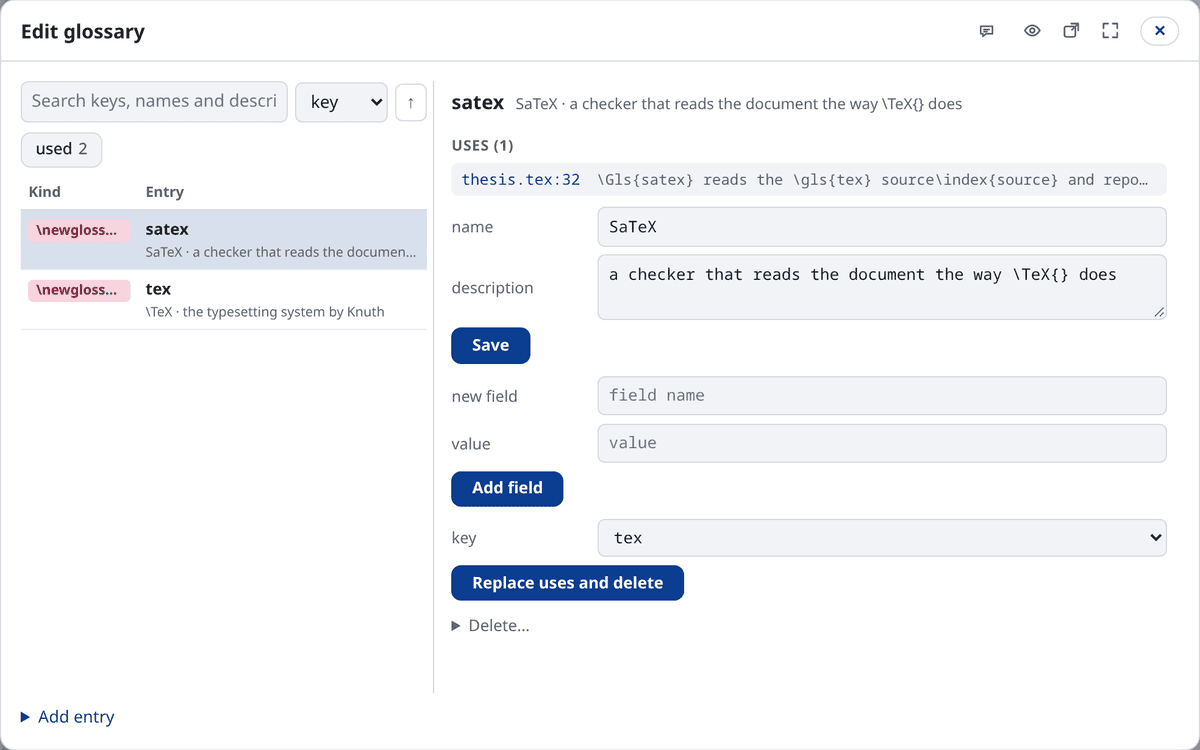 Edit glossary
Search keys, names and descri
key
↑
used 2
Kind Entry
\newgloss… satex
SaTeX · a checker that reads the documen…
\newgloss… tex
\TeX · the typesetting system by Knuth
Add entry
satex SaTeX · a checker that reads the document the way \TeX{} does
USES (1)
thesis.tex:32 \Gls{satex} reads the \gls{tex} source\index{source} and repo…
name SaTeX
description a checker that reads the document the way \TeX{} does
Save
new field field name
value value
Add field
key tex
Replace uses and delete
Delete…